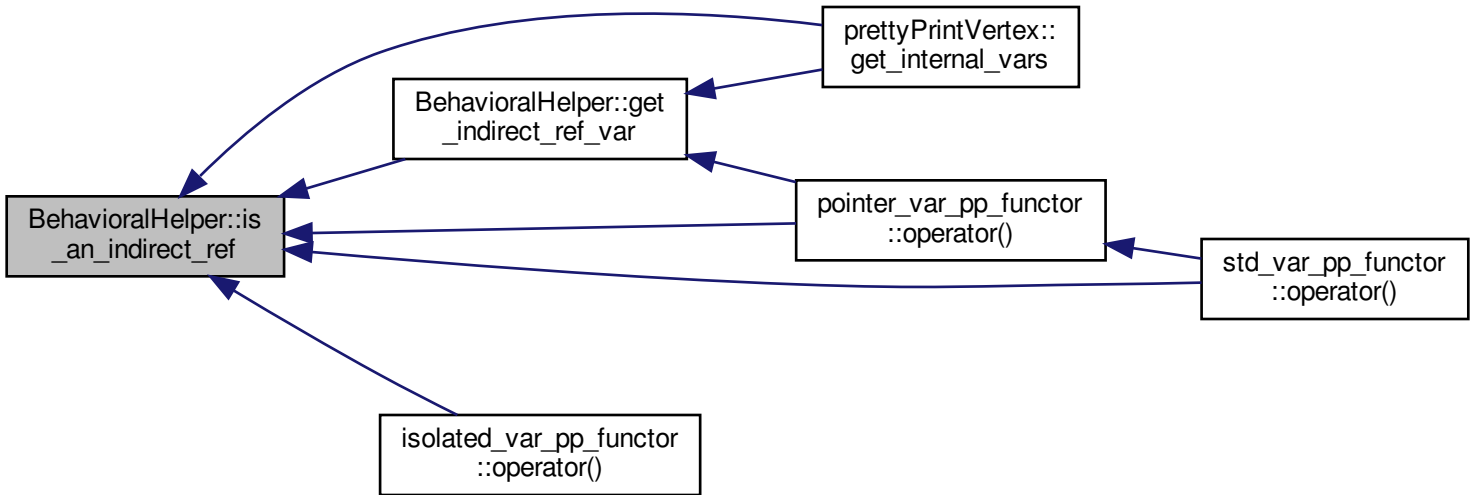 prettyPrintVertex::
get_internal_vars
BehavioralHelper::get
_indirect_ref_var
BehavioralHelper::is
_an_indirect_ref
pointer_var_pp_functor
::operator()
std_var_pp_functor
::operator()
isolated_var_pp_functor
::operator()